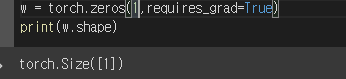 w = torch.zeros(1,requires_grad=True)
print(w.shape)
torch.Size([1])